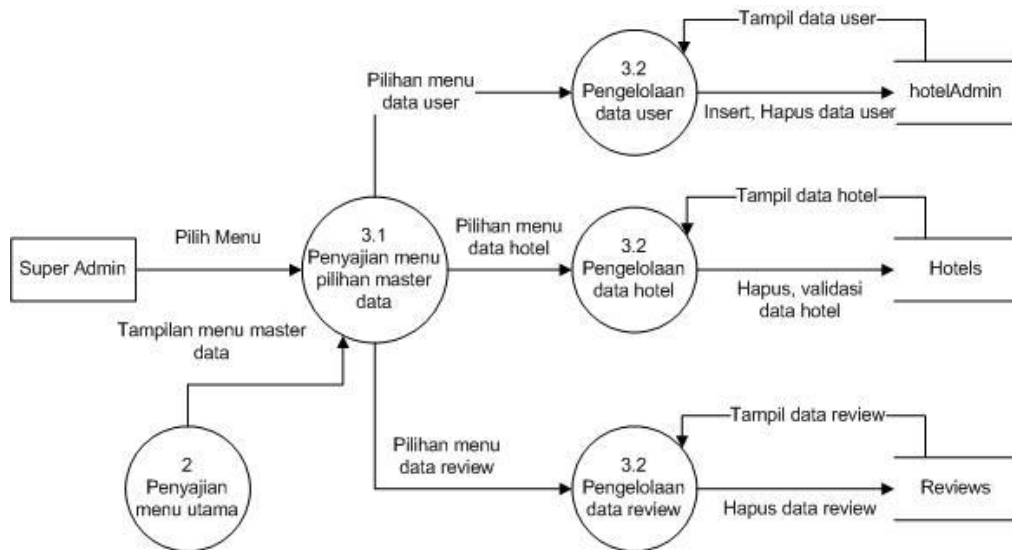 Tampil data user
3.2
Pengelolaan
data user
Pilihan menu
data user
hotelAdmin
Insert, Hapus data user
Tampil data hotel
3.1
Penyajian menu
pilihan master
data
Pilih Menu
Pilihan menu
data hotel
3.2
Pengelolaan
data hotel
Super Admin
Hotels
Hapus, validasi
data hotel
Tampilan menu master
data
Tampil data review
Pilihan menu
data review
3.2
Pengelolaan
data review
2
Penyajian
menu utama
Reviews
Hapus data review